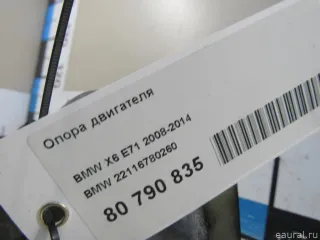 Опора двигателя
BMW X6 E71 2008-2014
BMW 22116780260
80 790 835
eaural.ru